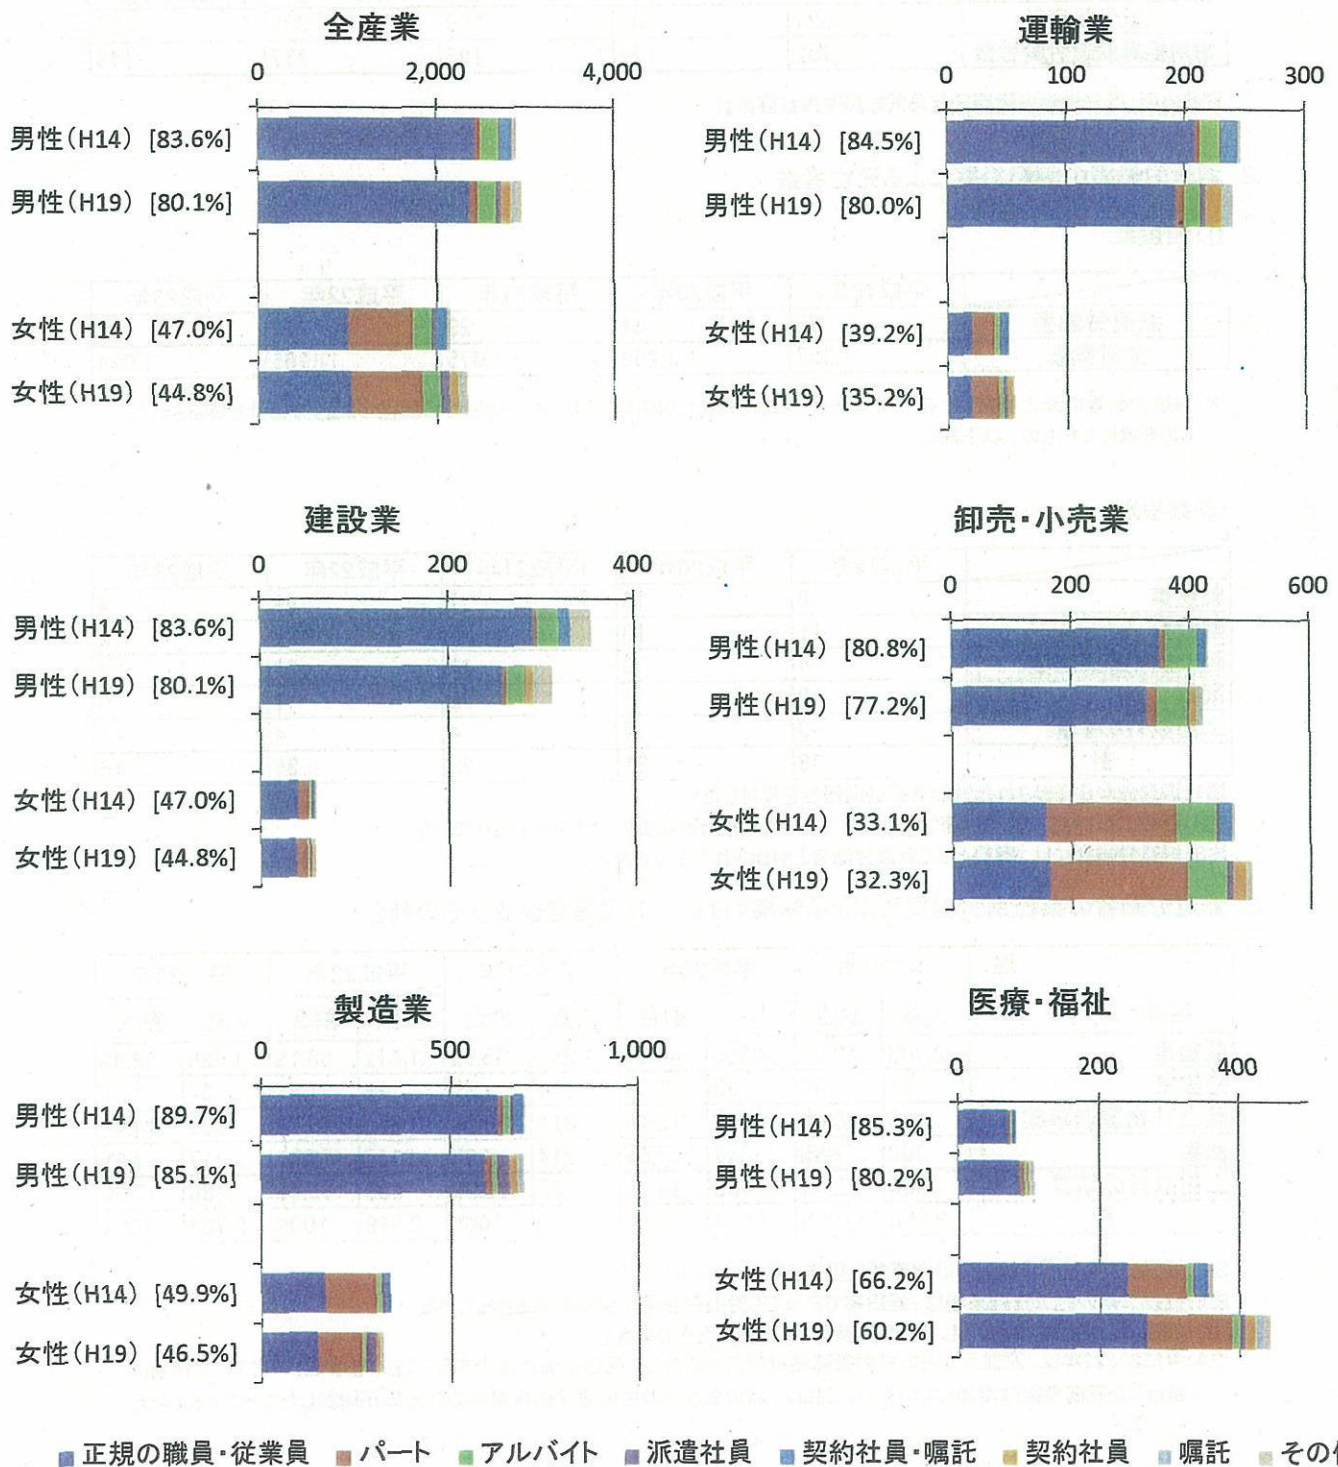 全産業
0 2,000 4,000
男性(H14) [83.6%]
男性(H19) [80.1%]
女性(H14) [47.0%]
女性(H19) [44.8%]
運輸業
0 100 200 300
男性(H14) [84.5%]
男性(H19) [80.0%]
女性(H14) [39.2%]
女性(H19) [35.2%]
建設業
0 200 400
男性(H14) [83.6%]
男性(H19) [80.1%]
女性(H14) [47.0%]
女性(H19) [44.8%]
卸売・小売業
0 200 400 600
男性(H14) [80.8%]
男性(H19) [77.2%]
女性(H14) [33.1%]
女性(H19) [32.3%]
製造業
0 500 1,000
男性(H14) [89.7%]
男性(H19) [85.1%]
女性(H14) [49.9%]
女性(H19) [46.5%]
医療・福祉
0 200 400
男性(H14) [85.3%]
男性(H19) [80.2%]
女性(H14) [66.2%]
女性(H19) [60.2%]
正規の職員・従業員 パート アルバイト 派遣社員 契約社員・嘱託 契約社員 嘱託 その